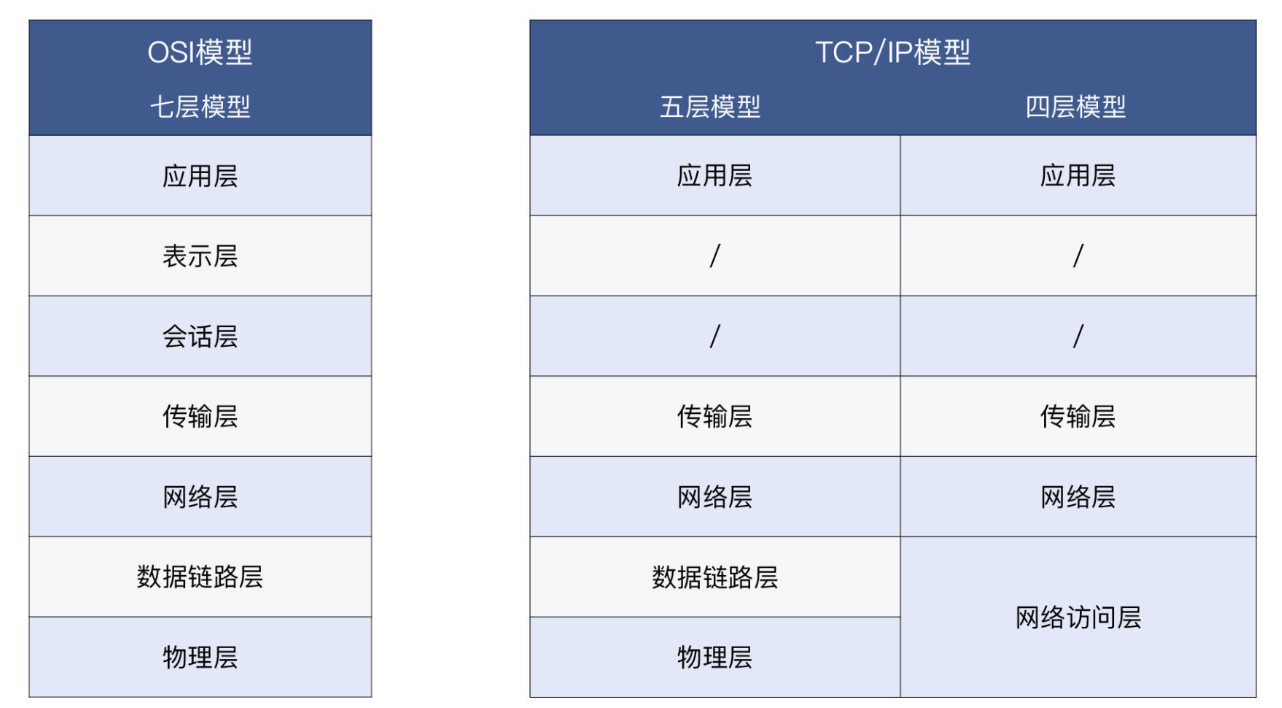 OSI模型
七层模型
应用层
表示层
会话层
传输层
网络层
数据链路层
物理层
TCP/IP模型
五层模型 四层模型
应用层 应用层
/ /
/ /
传输层 传输层
网络层 网络层
数据链路层
网络访问层
物理层